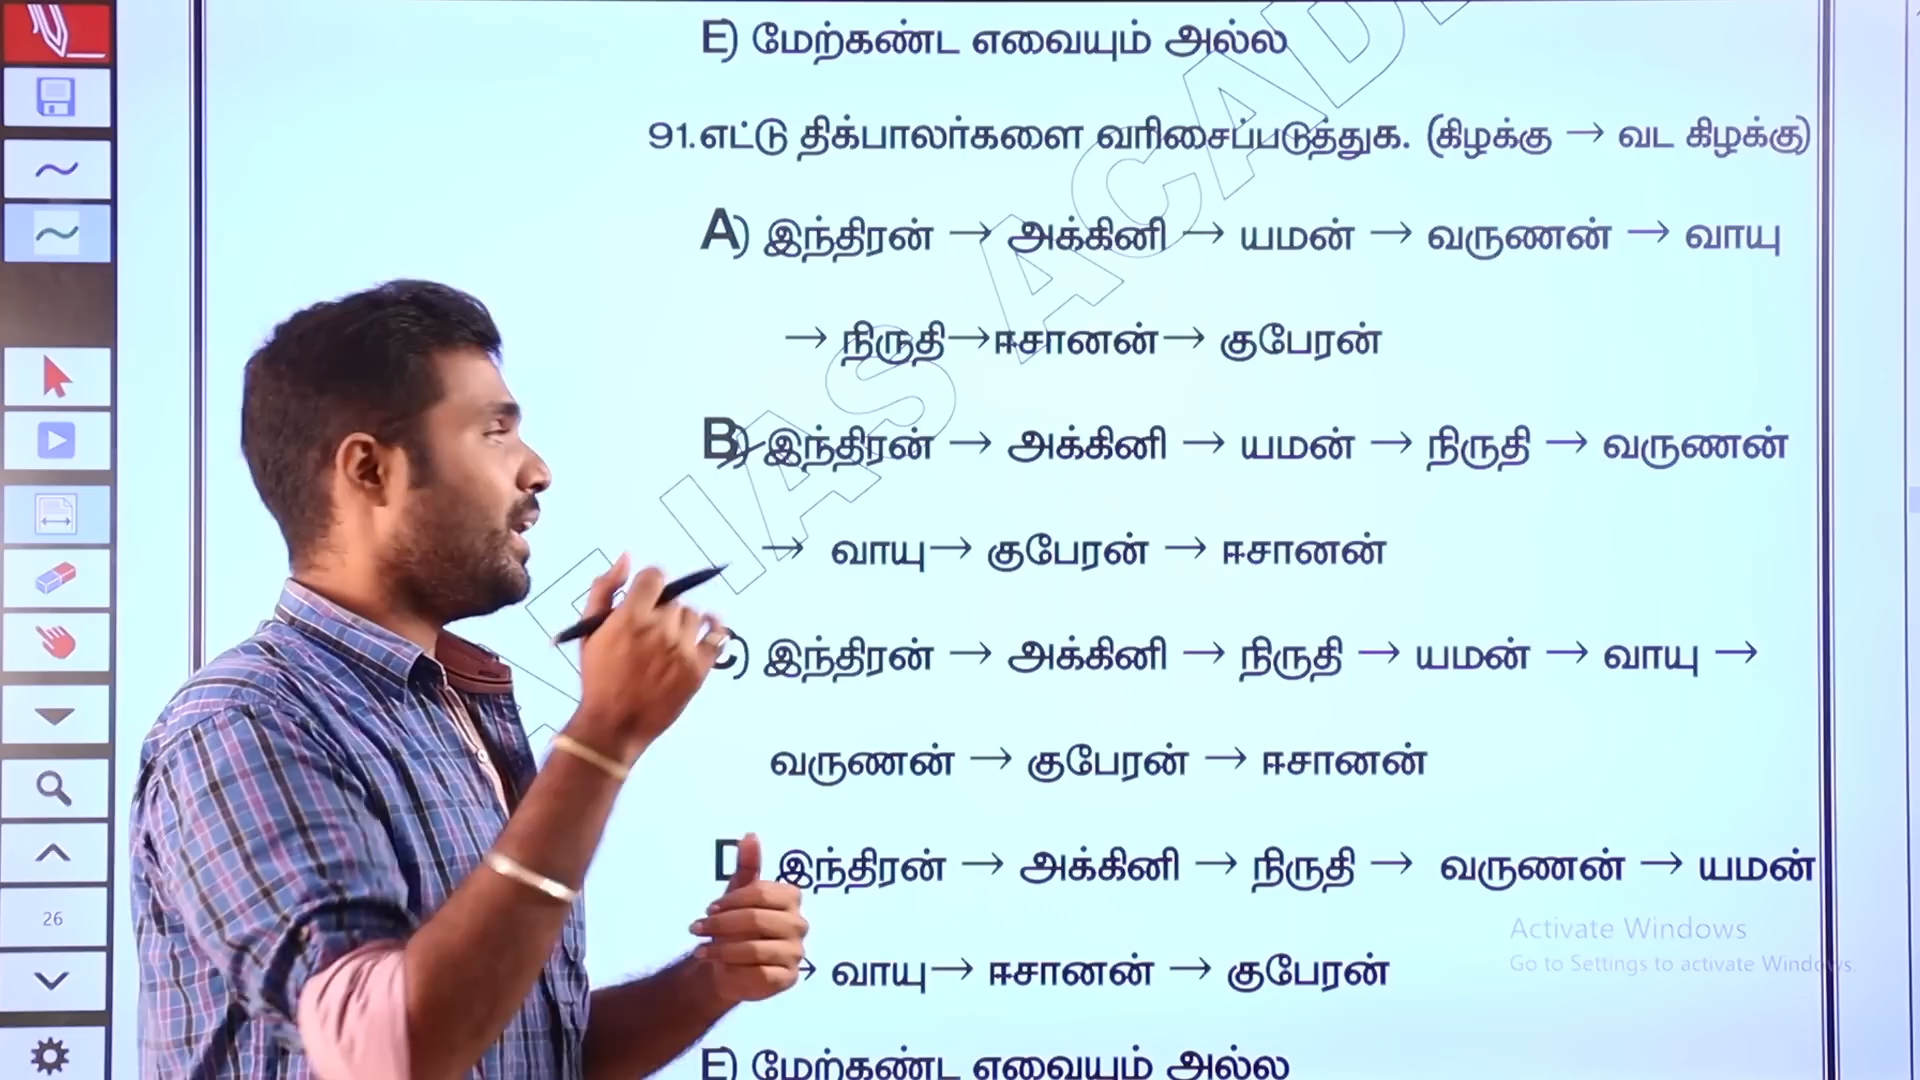 E) மேற்கண்ட எவையும் அல்ல
91.எட்டு திக்பாலர்களை வரிசைப்படுத்துக. (கிழக்கு → வட கிழக்கு)
A) இந்திரன் → அக்கினி → யமன் → வருணன் → வாயு
→ நிருதி→ஈசானன்→ குபேரன்
B) இந்திரன் → அக்கினி → யமன் → நிருதி → வருணன்
→ வாயு→ குபேரன் → ஈசானன்
C) இந்திரன் → அக்கினி → நிருதி → யமன் → வாயு →
வருணன் → குபேரன் → ஈசானன்
D இந்திரன் → அக்கினி → நிருதி → வருணன் → யமன்
→ வாயு→ ஈசானன் → குபேரன்
E) மேற்கண்ட எவையும் அல்ல
IAS ACAD
26
Activate Windows
Go to Settings to activate Windows.